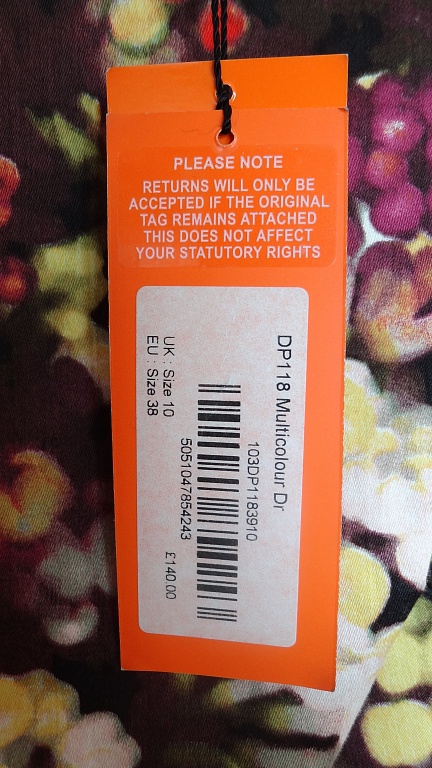 PLEASE NOTE
RETURNS WILL ONLY BE
ACCEPTED IF THE ORIGINAL
TAG REMAINS ATTACHED
THIS DOES NOT AFFECT
YOUR STATUTORY RIGHTS
DP118 Multicolour Dr
103DP1183910
5051047854243
UK : Size 10
EU : Size 38
£140.00